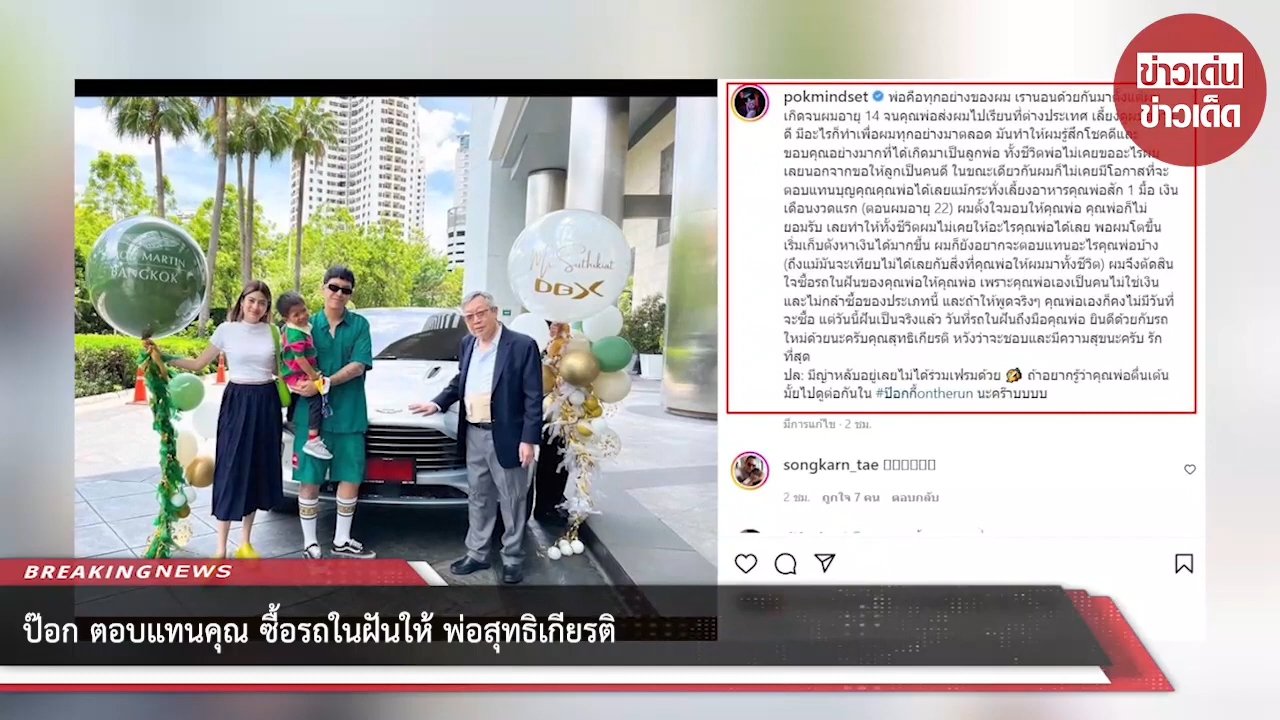 ข่าวเด่น
ข่าวเด็ด
MARTIN
BANGKOK
Mr Suthikiat
DBX
pokmindset พ่อคือทุกอย่างของผม เรานอนด้วยกันมาตั้งแต่ผม
เกิดจนผมอายุ 14 จนคุณพ่อส่งผมไปเรียนที่ต่างประเทศ เลี้ยง
ดี มีอะไรก็ทำเพื่อผมทุกอย่างมาตลอด มันทำให้ผมรู้สึกโชคดีและ
ขอบคุณอย่างมากที่ได้เกิดมาเป็นลูกพ่อ ทั้งชีวิตพ่อไม่เคยขออะไรผม
เลยนอกจากขอให้ลูกเป็นคนดี ในขณะเดียวกันผมก็ไม่เคยมีโอกาสที่จะ
ตอบแทนบุญคุณคุณพ่อได้เลยแม้กระทั่งเลี้ยงอาหารคุณพ่อสัก 1 มื้อ เงิน
เดือนงวดแรก (ตอนผมอายุ 22) ผมตั้งใจมอบให้คุณพ่อ คุณพ่อก็ไม่
ยอมรับ เลยทำให้ทั้งชีวิตผมไม่เคยให้อะไรคุณพ่อได้เลย พอผมโตขึ้น
เริ่มเก็บตังหาเงินได้มากขึ้น ผมก็ยังอยากจะตอบแทนอะไรคุณพ่อบ้าง
(ถึงแม้มันจะเทียบไม่ได้เลยกับสิ่งที่คุณพ่อให้ผมมาทั้งชีวิต) ผมจึงตัดสิน
ใจซื้อรถในฝันของคุณพ่อให้คุณพ่อ เพราะคุณพ่อเองเป็นคนไม่ใช่เงิน
และไม่กล้าซื้อของประเภทนี้ และถ้าให้พูดจริงๆ คุณพ่อเองก็คงไม่มีวันที่
จะซื้อ แต่วันนี้ฝันเป็นจริงแล้ว วันที่รถในฝันถึงมือคุณพ่อ ยินดีด้วยกับรถ
ใหม่ด้วยนะครับคุณสุทธิเกียรติ หวังว่าจะชอบและมีความสุขนะครับ รัก
ที่สุด
ปล: มีญ่าหลับอยู่เลยไม่ได้ร่วมเฟรมด้วย 🤣 ถ้าอยากรู้ว่าคุณพ่อตื่นเต้น
มั้ยไปดูต่อกันใน #ป๊อกกี้ontherun นะคร๊าบบบบ
มีการแก้ไข · 2 ชม.
songkarn_tae
2 ชม. ถูกใจ 7 คน ตอบกลับ
BREAKINGNEWS
ป๊อก ตอบแทนคุณ ซื้อรถในฝันให้ พ่อสุทธิเกียรติ